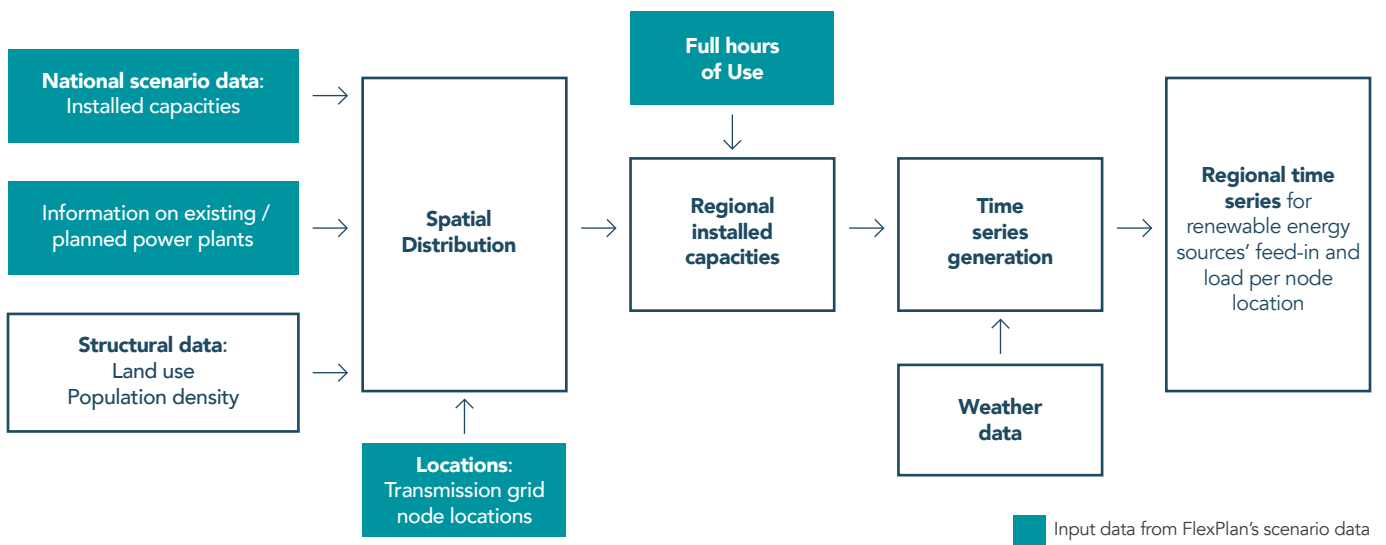 National scenario data:
Installed capacities
Information on existing /
planned power plants
Structural data:
Land use
Population density
Spatial
Distribution
Locations:
Transmission grid
node locations
Full hours
of Use
Regional
installed
capacities
Time
series
generation
Weather
data
Regional time
series for
renewable energy
sources’ feed-in and
load per node
location
Input data from FlexPlan’s scenario data